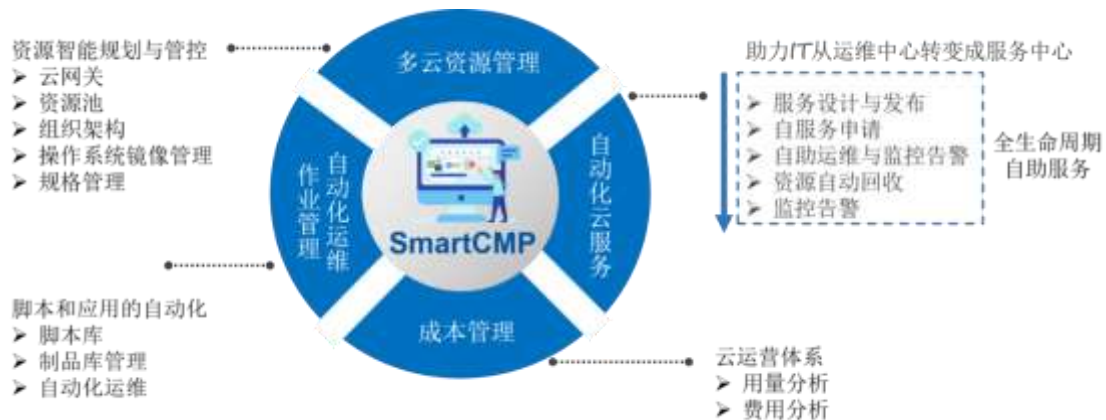 资源智能规划与管控
➤ 云网关
➤ 资源池
➤ 组织架构
➤ 操作系统镜像管理
➤ 规格管理
多云资源管理
自动化运维
作业管理
SmartCMP
自动化云服务
成本管理
助力IT从运维中心转变成服务中心
➤ 服务设计与发布
➤ 自服务申请
➤ 自助运维与监控告警
➤ 资源自动回收
➤ 监控告警
全生命周期
自助服务
脚本和应用的自动化
➤ 脚本库
➤ 制品库管理
➤ 自动化运维
云运营体系
➤ 用量分析
➤ 费用分析